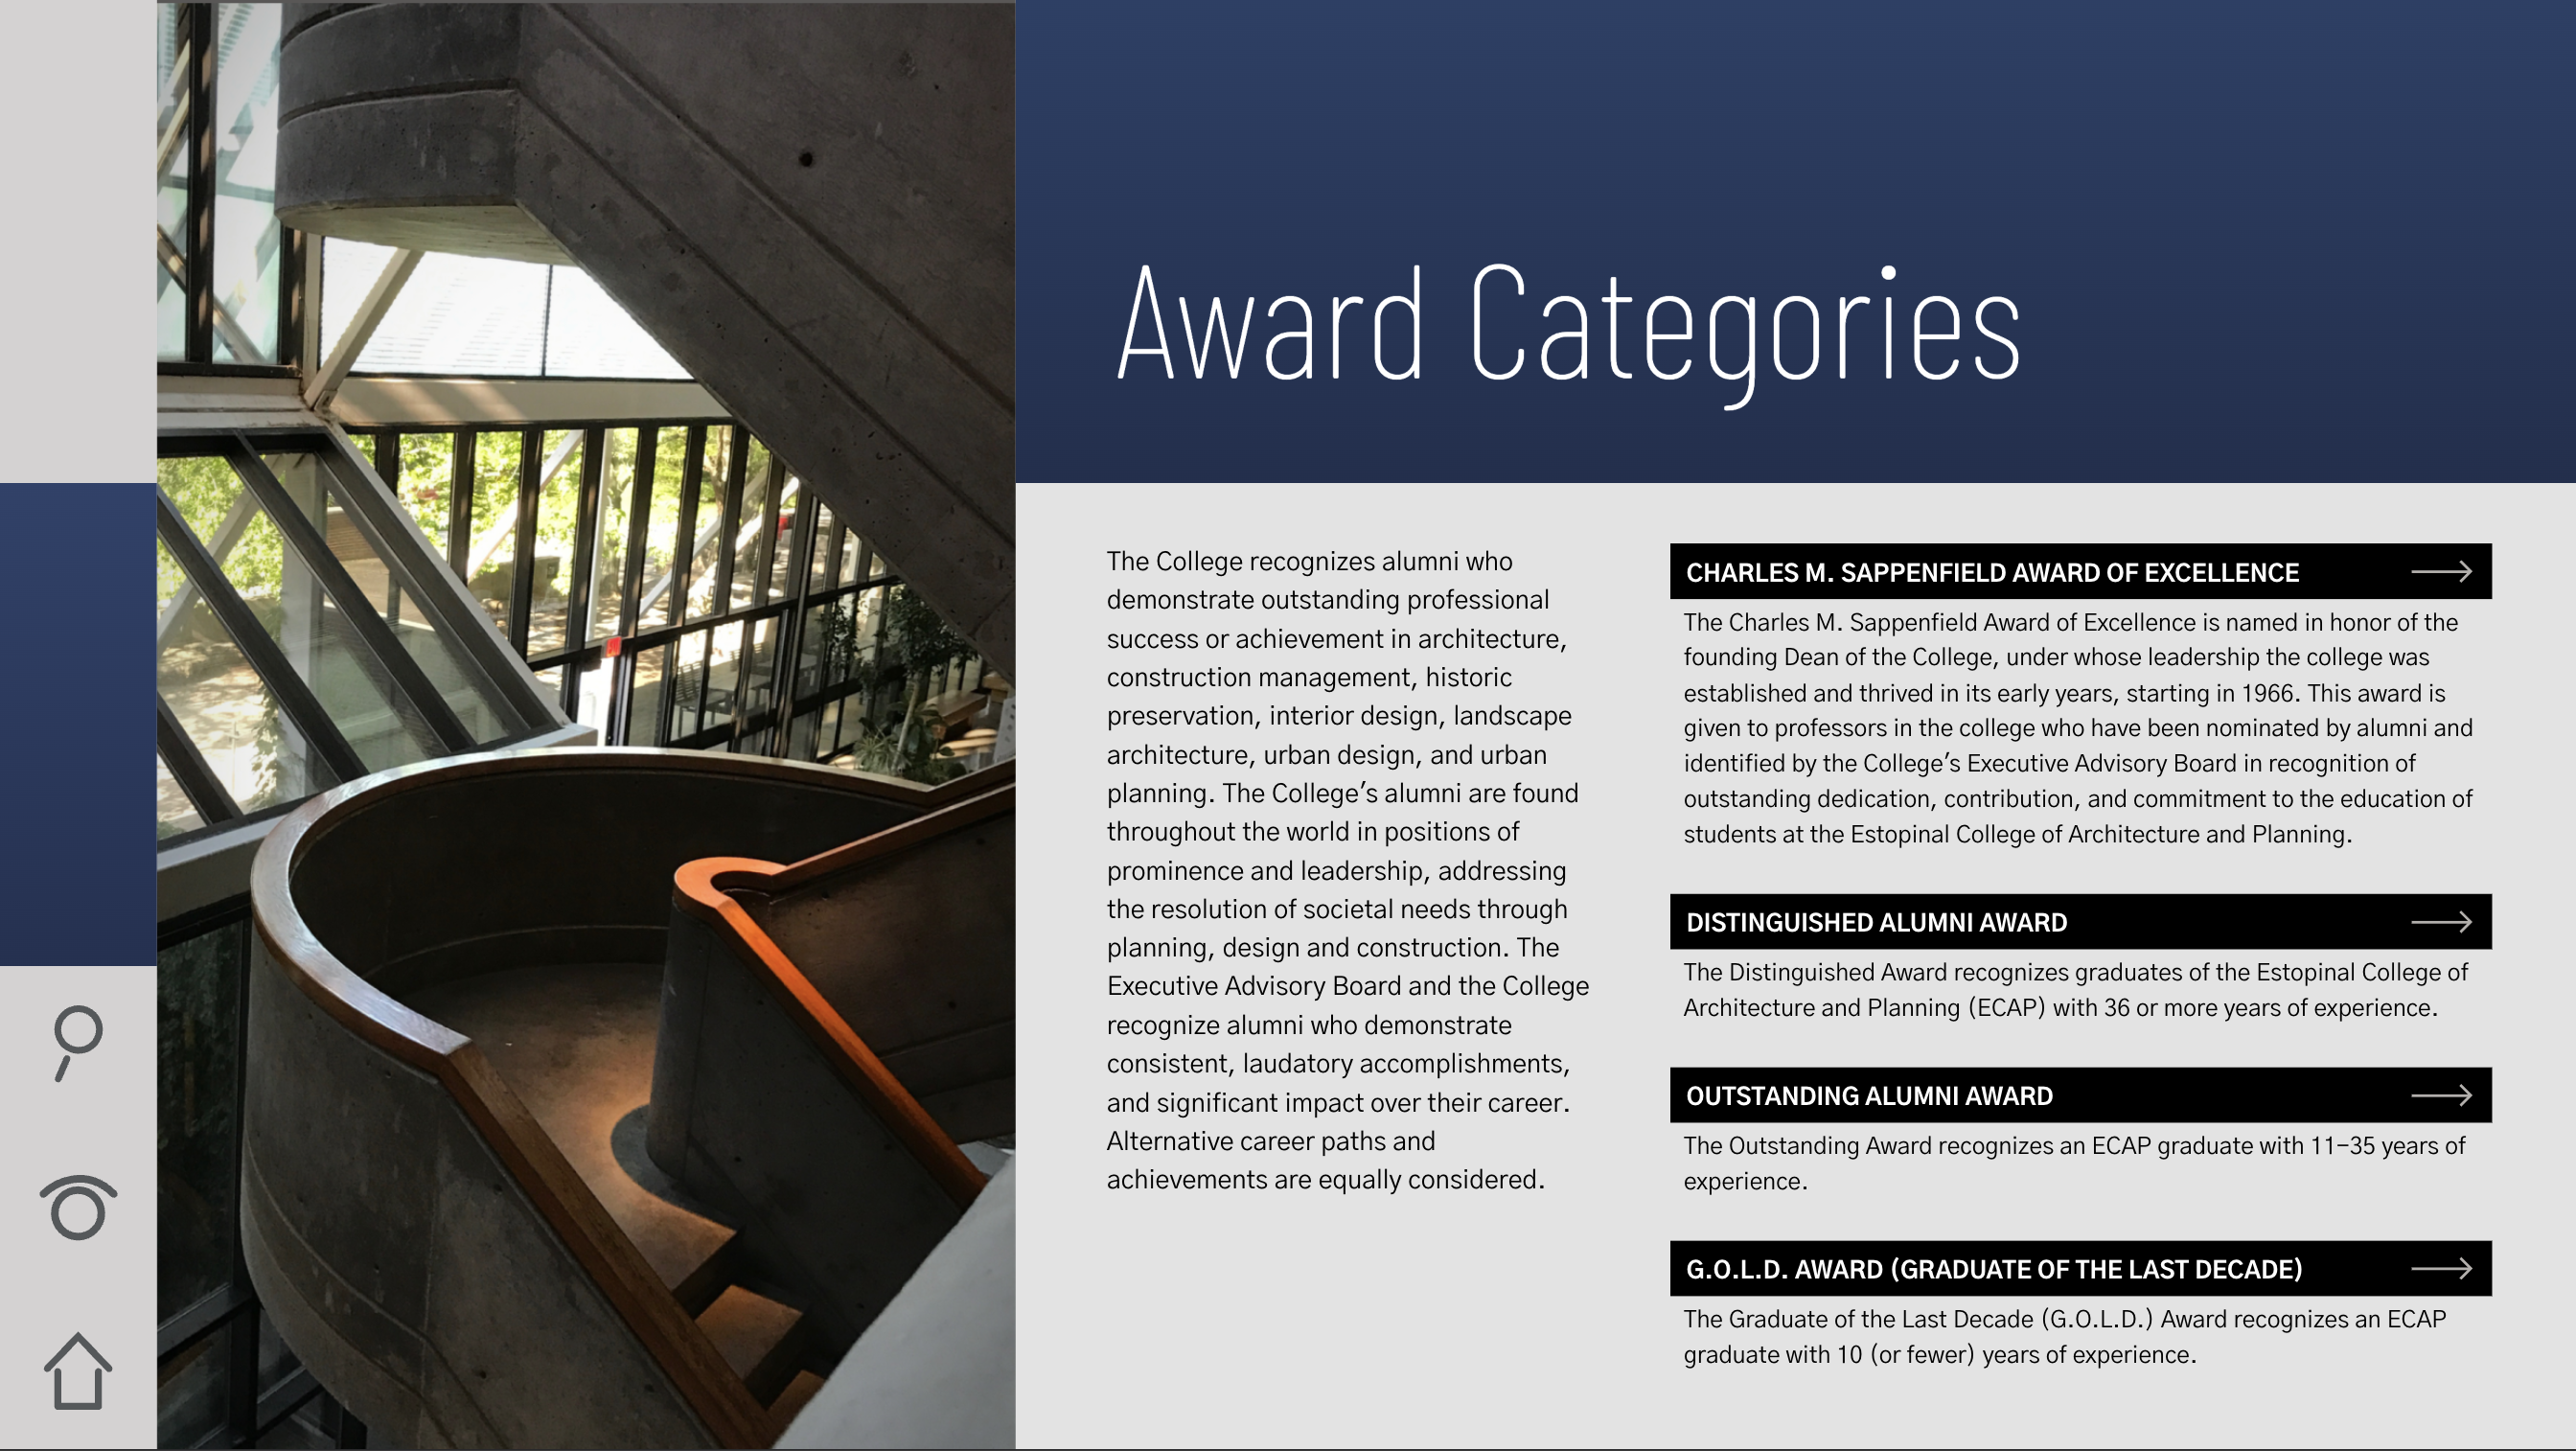 Award Categories
The College recognizes alumni who
demonstrate outstanding professional
success or achievement in architecture,
construction management, historic
preservation, interior design, landscape
architecture, urban design, and urban
planning. The College’s alumni are found
throughout the world in positions of
prominence and leadership, addressing
the resolution of societal needs through
planning, design and construction. The
Executive Advisory Board and the College
recognize alumni who demonstrate
consistent, laudatory accomplishments,
and significant impact over their career.
Alternative career paths and
achievements are equally considered.
CHARLES M. SAPPENFIELD AWARD OF EXCELLENCE
The Charles M. Sappenfield Award of Excellence is named in honor of the
founding Dean of the College, under whose leadership the college was
established and thrived in its early years, starting in 1966. This award is
given to professors in the college who have been nominated by alumni and
identified by the College’s Executive Advisory Board in recognition of
outstanding dedication, contribution, and commitment to the education of
students at the Estopinal College of Architecture and Planning.
DISTINGUISHED ALUMNI AWARD
The Distinguished Award recognizes graduates of the Estopinal College of
Architecture and Planning (ECAP) with 36 or more years of experience.
OUTSTANDING ALUMNI AWARD
The Outstanding Award recognizes an ECAP graduate with 11–35 years of
experience.
G.O.L.D. AWARD (GRADUATE OF THE LAST DECADE)
The Graduate of the Last Decade (G.O.L.D.) Award recognizes an ECAP
graduate with 10 (or fewer) years of experience.